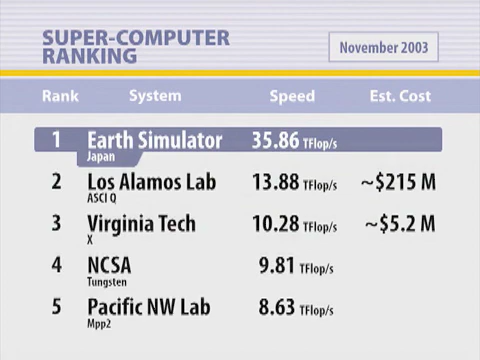 SUPER-COMPUTER
RANKING
November 2003
Rank System Speed Est. Cost
1 Earth Simulator 35.86 TFlop/s
Japan
2 Los Alamos Lab 13.88 TFlop/s ~$215 M
ASCI Q
3 Virginia Tech 10.28 TFlop/s ~$5.2 M
X
4 NCSA 9.81 TFlop/s
Tungsten
5 Pacific NW Lab 8.63 TFlop/s
Mpp2